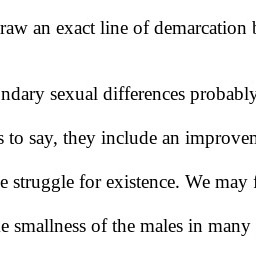 raw an exact line of demarcation
ndary sexual differences probably
to say, they include an improve
e struggle for existence. We may
e smallness of the males in many